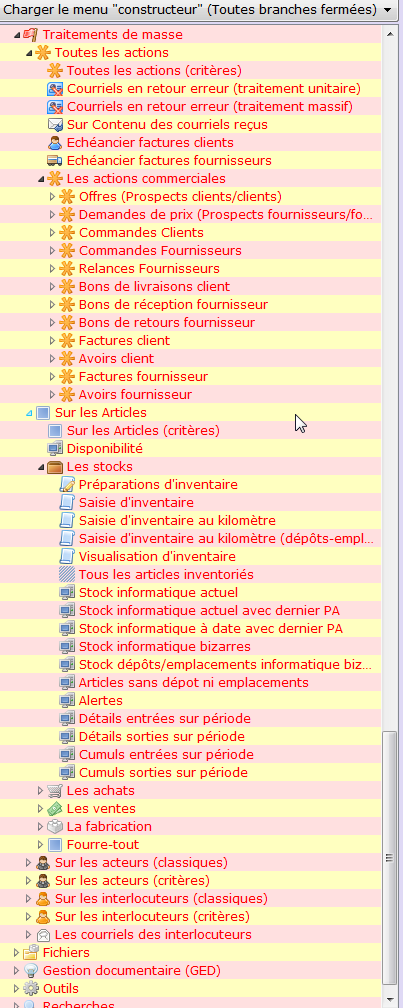 Charger le menu "constructeur" (Toutes branches fermées)
Traitements de masse
Toutes les actions
Toutes les actions (critères)
Courriels en retour erreur (traitement unitaire)
Courriels en retour erreur (traitement massif)
Sur Contenu des courriels reçus
Echéancier factures clients
Echéancier factures fournisseurs
Les actions commerciales
Offres (Prospects clients/clients)
Demandes de prix (Prospects fournisseurs/fo...
Commandes Clients
Commandes Fournisseurs
Relances Fournisseurs
Bons de livraisons client
Bons de réception fournisseur
Bons de retours fournisseur
Factures client
Avoirs client
Factures fournisseur
Avoirs fournisseur
Sur les Articles
Sur les Articles (critères)
Disponibilité
Les stocks
Préparations d'inventaire
Saisie d'inventaire
Saisie d'inventaire au kilomètre
Saisie d'inventaire au kilomètre (dépôts-empl...
Visualisation d'inventaire
Tous les articles inventoriés
Stock informatique actuel
Stock informatique actuel avec dernier PA
Stock informatique à date avec dernier PA
Stock informatique bizarres
Stock dépôts/emplacements informatique biz...
Articles sans dépot ni emplacements
Alertes
Détails entrées sur période
Détails sorties sur période
Cumuls entrées sur période
Cumuls sorties sur période
Les achats
Les ventes
La fabrication
Fourre-tout
Sur les acteurs (classiques)
Sur les acteurs (critères)
Sur les interlocuteurs (classiques)
Sur les interlocuteurs (critères)
Les courriels des interlocuteurs
Fichiers
Gestion documentaire (GED)
Outils
Recherches